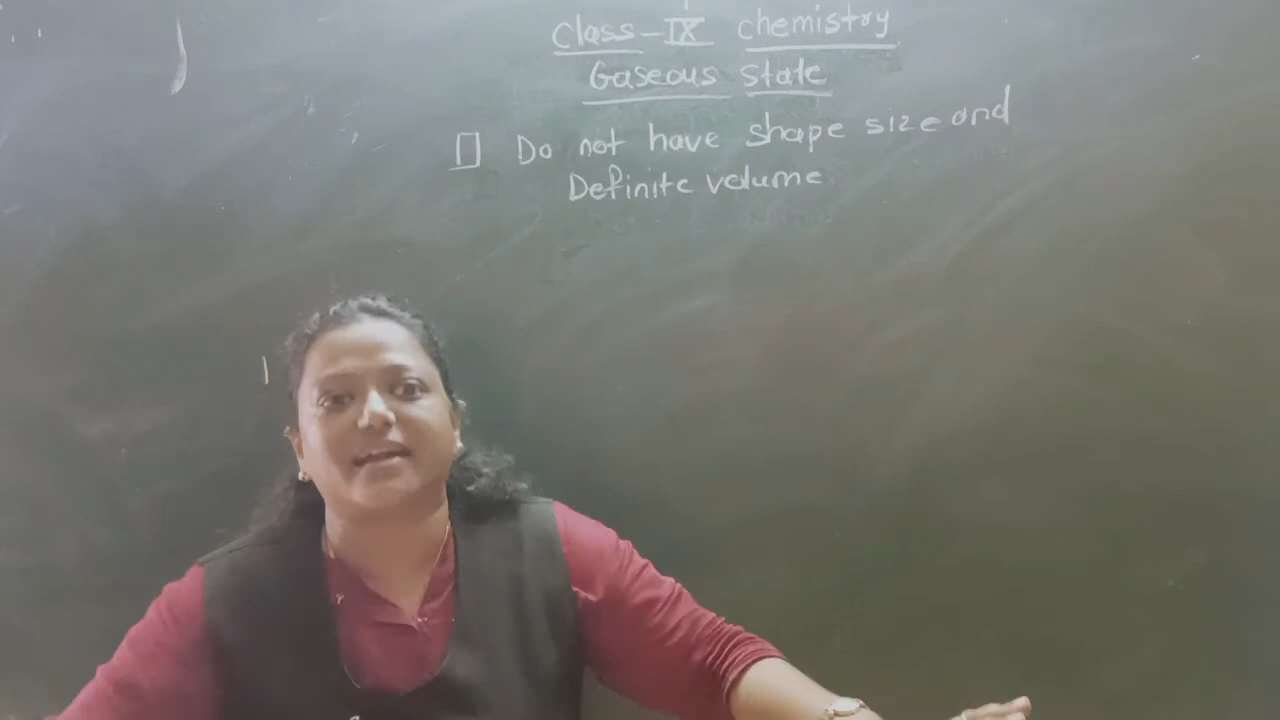 Class-IX chemistry
Gaseous state
Do not have shape size and
Definite volume